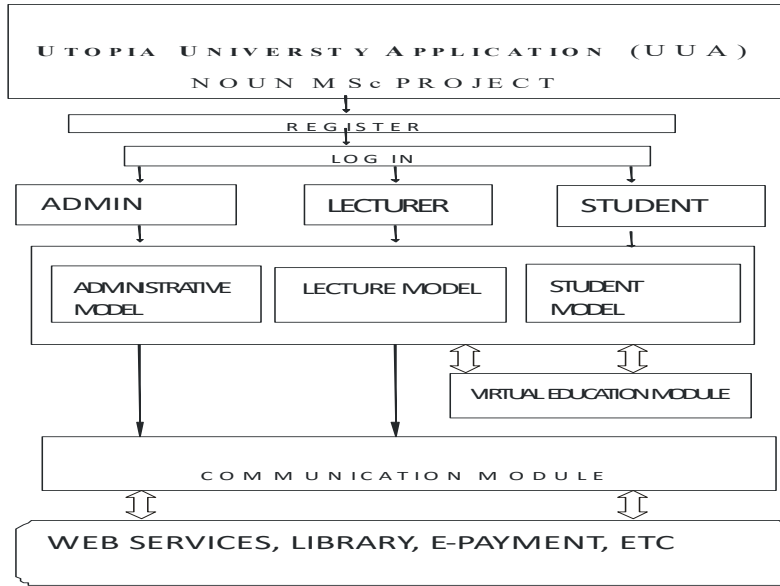 UTOPIA UNIVERSTY APPLICATION (UUA)
NOUN MSc PROJECT
REGISTER
LOG IN
ADMIN
LECTURER
STUDENT
ADMINISTRATIVE
MODEL
LECTURE MODEL
STUDENT
MODEL
VIRTUAL EDUCATION MODULE
COMMUNICATION MODULE
WEB SERVICES, LIBRARY, E-PAYMENT, ETC